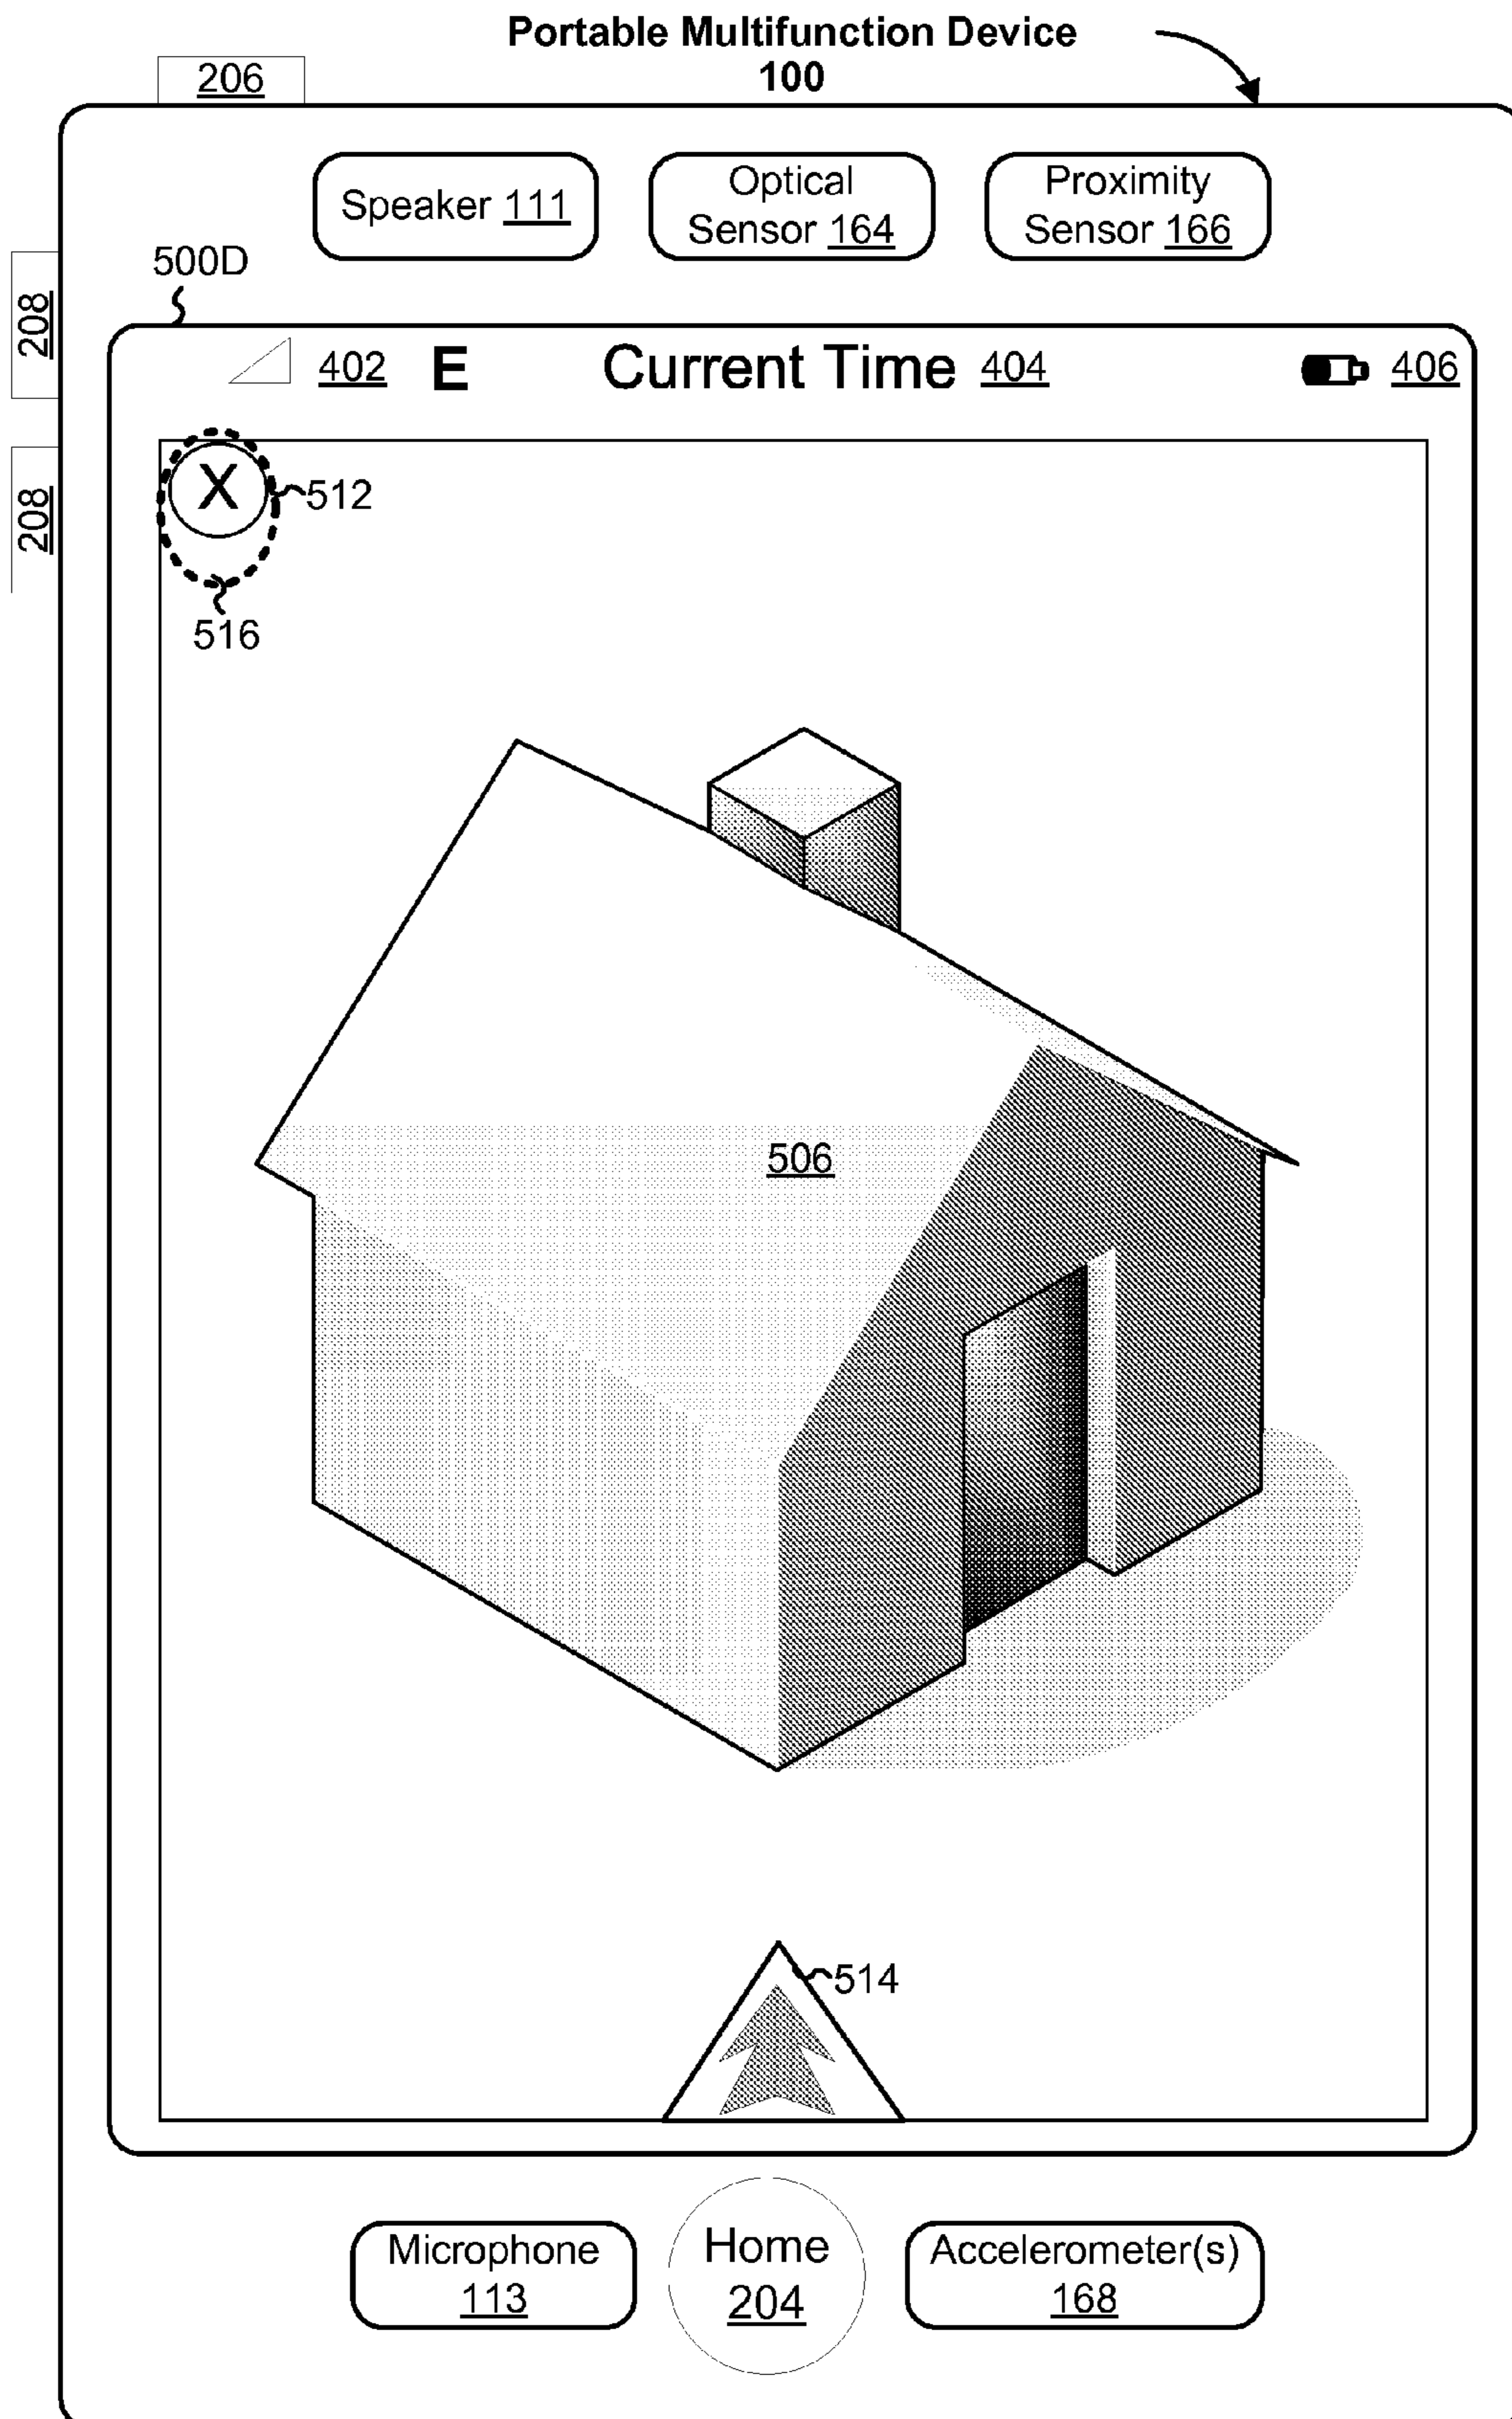 Portable Multifunction Device
100
206
Speaker 111
Optical
Sensor 164
Proximity
Sensor 166
500D
208
402 E Current Time 404 406
X
512
208
516
506
514
Microphone
113
Home
204
Accelerometer(s)
168